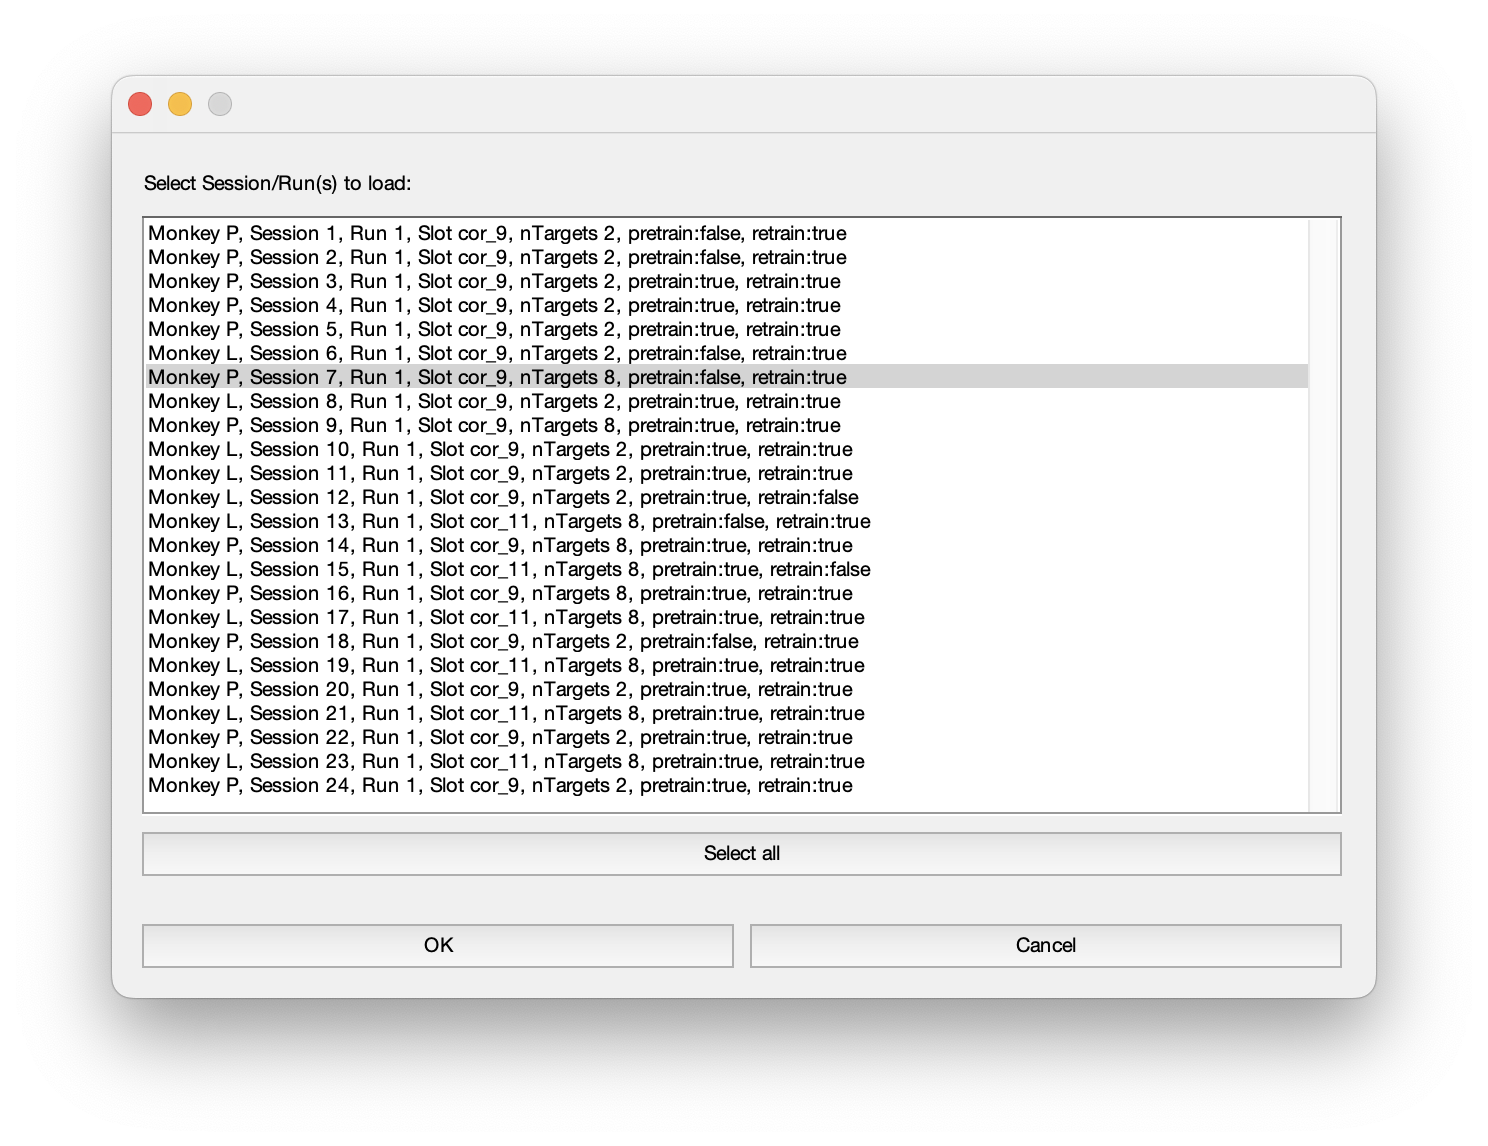 Select Session/Run(s) to load:
Monkey P, Session 1, Run 1, Slot cor_9, nTargets 2, pretrain:false, retrain:true
Monkey P, Session 2, Run 1, Slot cor_9, nTargets 2, pretrain:false, retrain:true
Monkey P, Session 3, Run 1, Slot cor_9, nTargets 2, pretrain:true, retrain:true
Monkey P, Session 4, Run 1, Slot cor_9, nTargets 2, pretrain:true, retrain:true
Monkey P, Session 5, Run 1, Slot cor_9, nTargets 2, pretrain:true, retrain:true
Monkey L, Session 6, Run 1, Slot cor_9, nTargets 2, pretrain:false, retrain:true
Monkey P, Session 7, Run 1, Slot cor_9, nTargets 8, pretrain:false, retrain:true
Monkey L, Session 8, Run 1, Slot cor_9, nTargets 2, pretrain:true, retrain:true
Monkey P, Session 9, Run 1, Slot cor_9, nTargets 8, pretrain:true, retrain:true
Monkey L, Session 10, Run 1, Slot cor_9, nTargets 2, pretrain:true, retrain:true
Monkey L, Session 11, Run 1, Slot cor_9, nTargets 2, pretrain:true, retrain:true
Monkey L, Session 12, Run 1, Slot cor_9, nTargets 2, pretrain:true, retrain:false
Monkey L, Session 13, Run 1, Slot cor_11, nTargets 8, pretrain:false, retrain:true
Monkey P, Session 14, Run 1, Slot cor_9, nTargets 8, pretrain:true, retrain:true
Monkey L, Session 15, Run 1, Slot cor_11, nTargets 8, pretrain:true, retrain:false
Monkey P, Session 16, Run 1, Slot cor_9, nTargets 8, pretrain:true, retrain:true
Monkey L, Session 17, Run 1, Slot cor_11, nTargets 8, pretrain:true, retrain:true
Monkey P, Session 18, Run 1, Slot cor_9, nTargets 2, pretrain:false, retrain:true
Monkey L, Session 19, Run 1, Slot cor_11, nTargets 8, pretrain:true, retrain:true
Monkey P, Session 20, Run 1, Slot cor_9, nTargets 2, pretrain:true, retrain:true
Monkey L, Session 21, Run 1, Slot cor_11, nTargets 8, pretrain:true, retrain:true
Monkey P, Session 22, Run 1, Slot cor_9, nTargets 2, pretrain:true, retrain:true
Monkey L, Session 23, Run 1, Slot cor_11, nTargets 8, pretrain:true, retrain:true
Monkey P, Session 24, Run 1, Slot cor_9, nTargets 2, pretrain:true, retrain:true
Select all
OK
Cancel